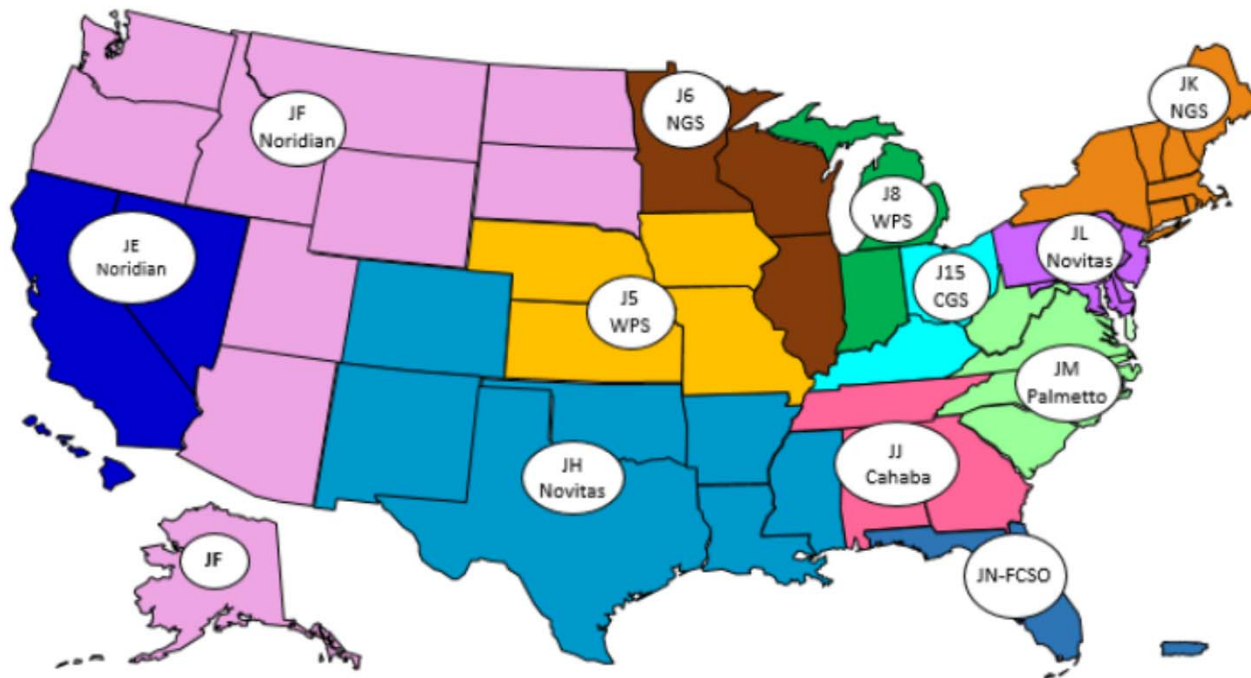 JF
Noridian
J6
NGS
JK
NGS
J8
WPS
JE
Noridian
JL
Novitas
J15
CGS
J5
WPS
JM
Palmetto
JJ
Cahaba
JH
Novitas
JF
JN-FCSO